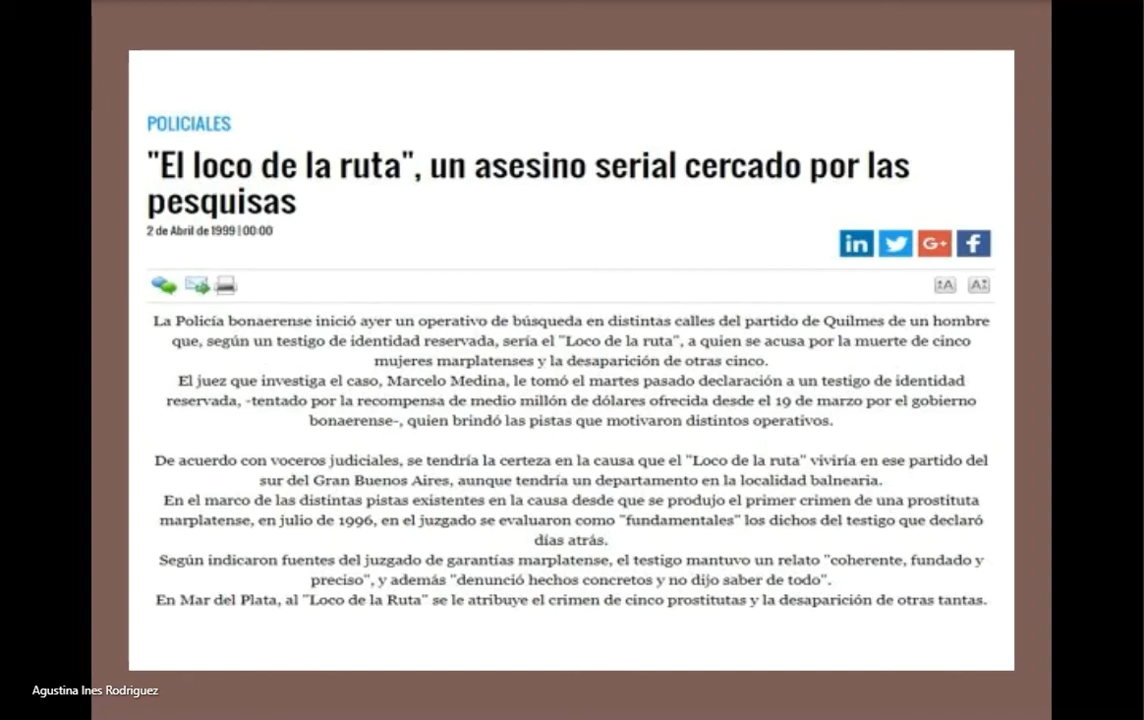 POLICIALES
"El loco de la ruta", un asesino serial cercado por las
pesquisas
2 de Abril de 1999 | 00:00
in G+ f
A A
La Policía bonaerense inició ayer un operativo de búsqueda en distintas calles del partido de Quilmes de un hombre
que, según un testigo de identidad reservada, sería el "Loco de la ruta", a quien se acusa por la muerte de cinco
mujeres marplatenses y la desaparición de otras cinco.
El juez que investiga el caso, Marcelo Medina, le tomó el martes pasado declaración a un testigo de identidad
reservada, -tentado por la recompensa de medio millón de dólares ofrecida desde el 19 de marzo por el gobierno
bonaerense-, quien brindó las pistas que motivaron distintos operativos.
De acuerdo con voceros judiciales, se tendría la certeza en la causa que el "Loco de la ruta" viviría en ese partido del
sur del Gran Buenos Aires, aunque tendría un departamento en la localidad balnearia.
En el marco de las distintas pistas existentes en la causa desde que se produjo el primer crimen de una prostituta
marplatense, en julio de 1996, en el juzgado se evaluaron como "fundamentales" los dichos del testigo que declaró
días atrás.
Según indicaron fuentes del juzgado de garantías marplatense, el testigo mantuvo un relato "coherente, fundado y
preciso", y además "denunció hechos concretos y no dijo saber de todo".
En Mar del Plata, al "Loco de la Ruta" se le atribuye el crimen de cinco prostitutas y la desaparición de otras tantas.
Agustina Ines Rodriguez